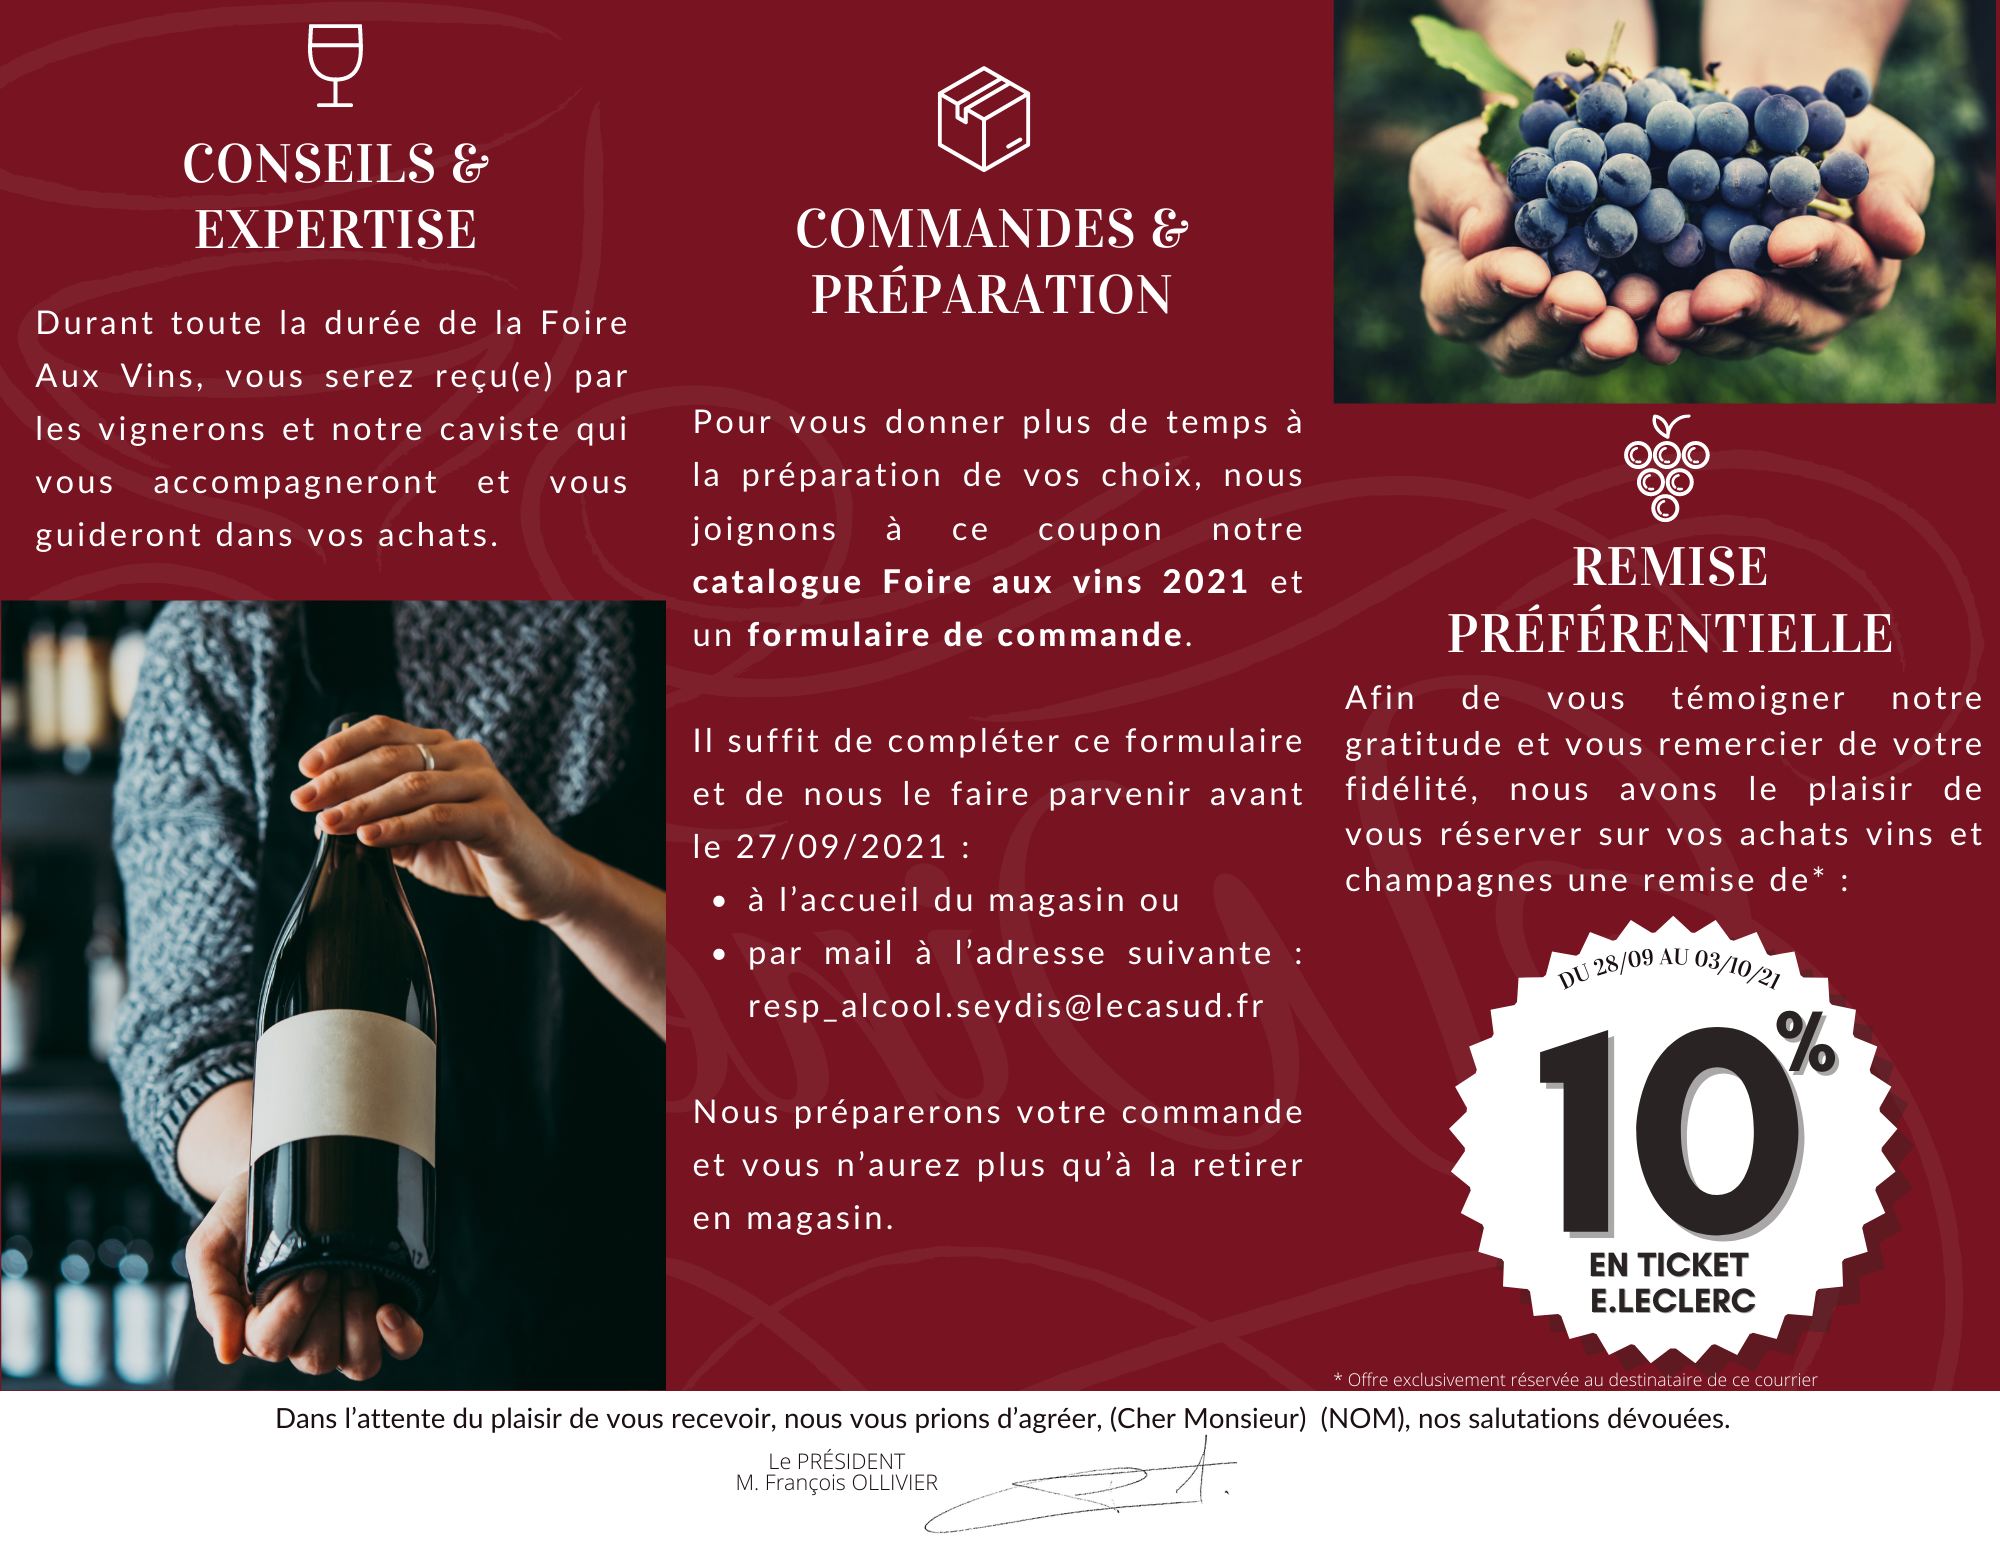 CONSEILS &
EXPERTISE
Durant toute la durée de la Foire
Aux Vins, vous serez reçu(e) par
les vignerons et notre caviste qui
vous accompagneront et vous
guideront dans vos achats.
COMMANDES &
PRÉPARATION
Pour vous donner plus de temps à
la préparation de vos choix, nous
joignons à ce coupon notre
catalogue Foire aux vins 2021 et
un formulaire de commande.
Il suffit de compléter ce formulaire
et de nous le faire parvenir avant
le 27/09/2021 :
• à l’accueil du magasin ou
• par mail à l’adresse suivante :
resp_alcool.seydis@lecasud.fr
Nous préparerons votre commande
et vous n’aurez plus qu’à la retirer
en magasin.
REMISE
PRÉFÉRENTIELLE
Afin de vous témoigner notre
gratitude et vous remercier de votre
fidélité, nous avons le plaisir de
vous réserver sur vos achats vins et
champagnes une remise de* :
DU 28/09 AU 03/10/21
10%
EN TICKET
E.LECLERC
* Offre exclusivement réservée au destinataire de ce courrier
Dans l’attente du plaisir de vous recevoir, nous vous prions d’agréer, (Cher Monsieur) (NOM), nos salutations dévouées.
Le PRÉSIDENT
M. François OLLIVIER